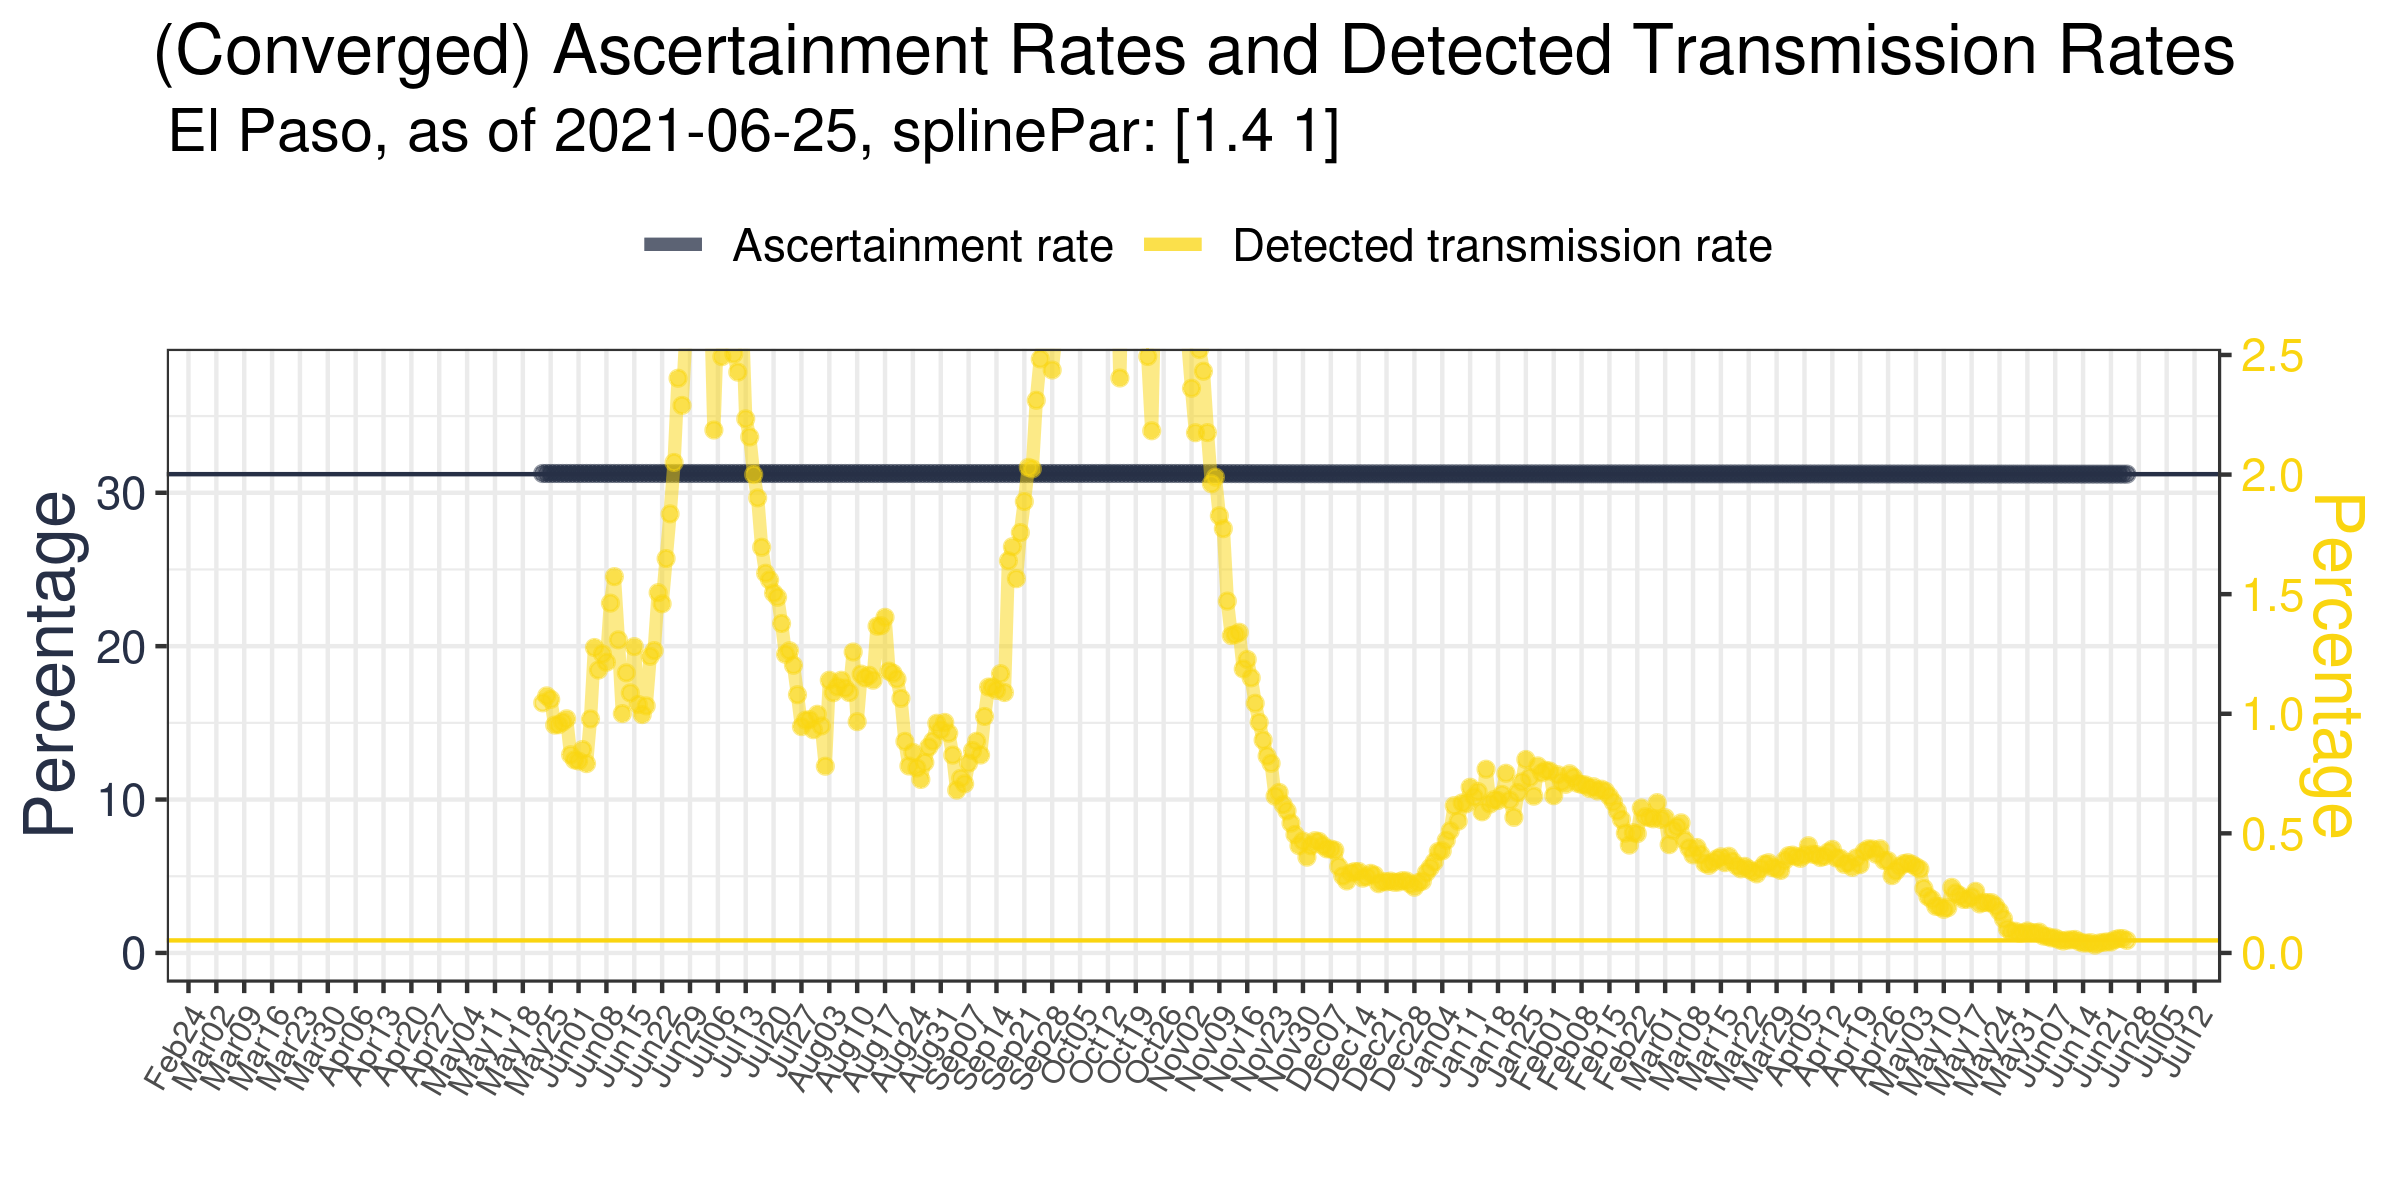 (Converged) Ascertainment Rates and Detected Transmission Rates
El Paso, as of 2021-06-25, splinePar: [1.4 1]
Ascertainment rate
Detected transmission rate
Percentage
30
20
10
0
2.5
2.0
1.5
1.0
0.5
0.0
Percentage
Feb24
Mar02
Mar09
Mar16
Mar23
Mar30
Apr06
Apr13
Apr20
Apr27
May04
May11
May18
May25
Jun01
Jun08
Jun15
Jun22
Jun29
Jul06
Jul13
Jul20
Jul27
Aug03
Aug10
Aug17
Aug24
Aug31
Sep07
Sep14
Sep21
Sep28
Oct05
Oct12
Oct19
Oct26
Nov02
Nov09
Nov16
Nov23
Nov30
Dec07
Dec14
Dec21
Dec28
Jan04
Jan11
Jan18
Jan25
Feb01
Feb08
Feb15
Feb22
Mar01
Mar08
Mar15
Mar22
Mar29
Apr05
Apr12
Apr19
Apr26
May03
May10
May17
May24
May31
Jun07
Jun14
Jun21
Jun28
Jul05
Jul12